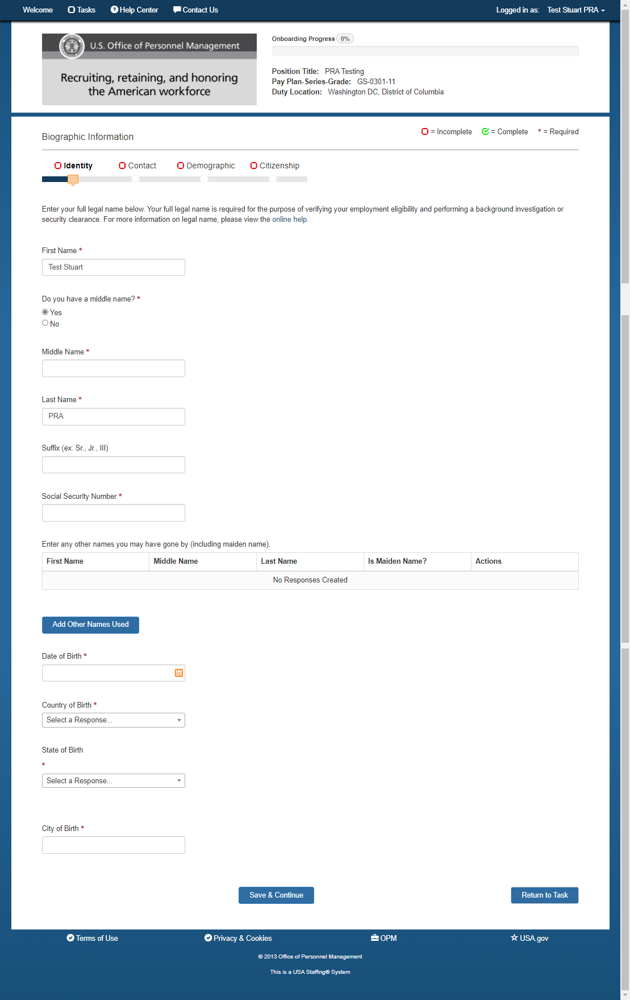 Welcome Tasks Help Center Contact Us Logged in as: Test Stuart PRA
U.S. Office of Personnel Management
Recruiting, retaining, and honoring
the American workforce
Onboarding Progress 0%
Position Title: PRA Testing
Pay Plan-Series-Grade: GS-0301-11
Duty Location: Washington DC, District of Columbia
Biographic Information
= Incomplete = Complete * = Required
Identity Contact Demographic Citizenship
Enter your full legal name below. Your full legal name is required for the purpose of verifying your employment eligibility and performing a background investigation or
security clearance. For more information on legal name, please view the online help.
First Name *
Test Stuart
Do you have a middle name? *
Yes
No
Middle Name *
Last Name *
PRA
Suffix (ex. Sr., Jr., III)
Social Security Number *
Enter any other names you may have gone by (including maiden name).
First Name Middle Name Last Name Is Maiden Name? Actions
No Responses Created
Add Other Names Used
Date of Birth *
Country of Birth *
Select a Response...
State of Birth
*
Select a Response...
City of Birth *
Save & Continue Return to Task
Terms of Use Privacy & Cookies OPM USA.gov
© 2013 Office of Personnel Management
This is a USA Staffing® System